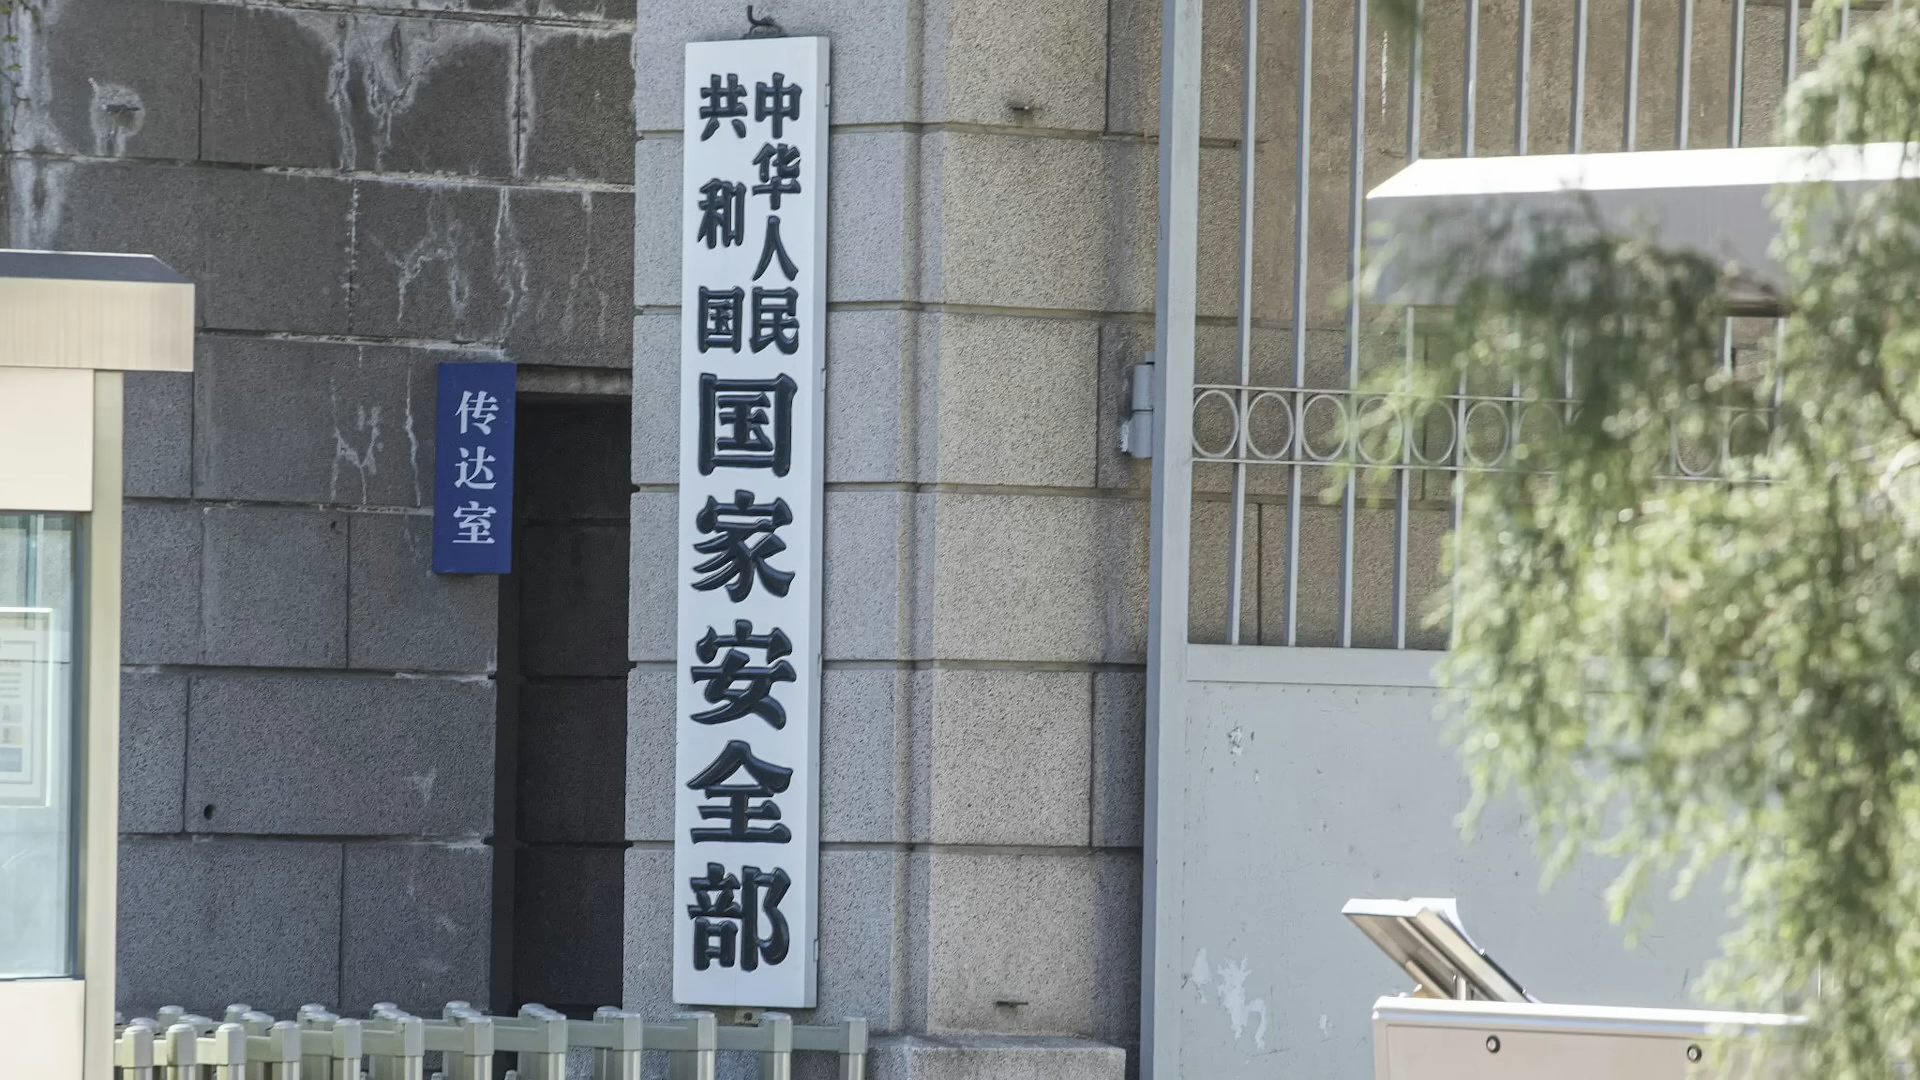 中华人民
共和国
国家安全部
传达室